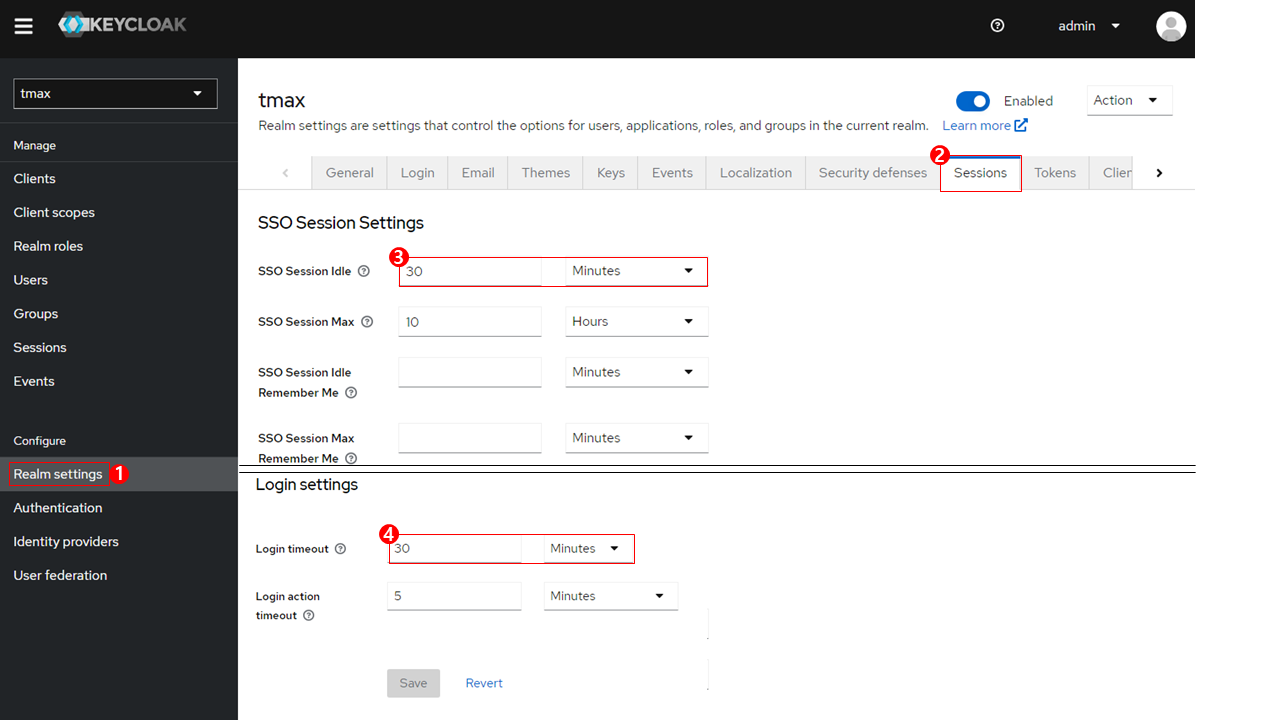 KEYCLOAK
admin
tmax
Manage
Clients
Client scopes
Realm roles
Users
Groups
Sessions
Events
Configure
Realm settings 1
Authentication
Identity providers
User federation
tmax
Enabled
Action
Realm settings are settings that control the options for users, applications, roles, and groups in the current realm. Learn more
General Login Email Themes Keys Events Localization Security defenses 2 Sessions Tokens Clien
SSO Session Settings
3
SSO Session Idle 30 Minutes
SSO Session Max 10 Hours
SSO Session Idle Minutes
Remember Me
SSO Session Max Minutes
Remember Me
Login settings
4
Login timeout 30 Minutes
Login action 5 Minutes
timeout
Save Revert